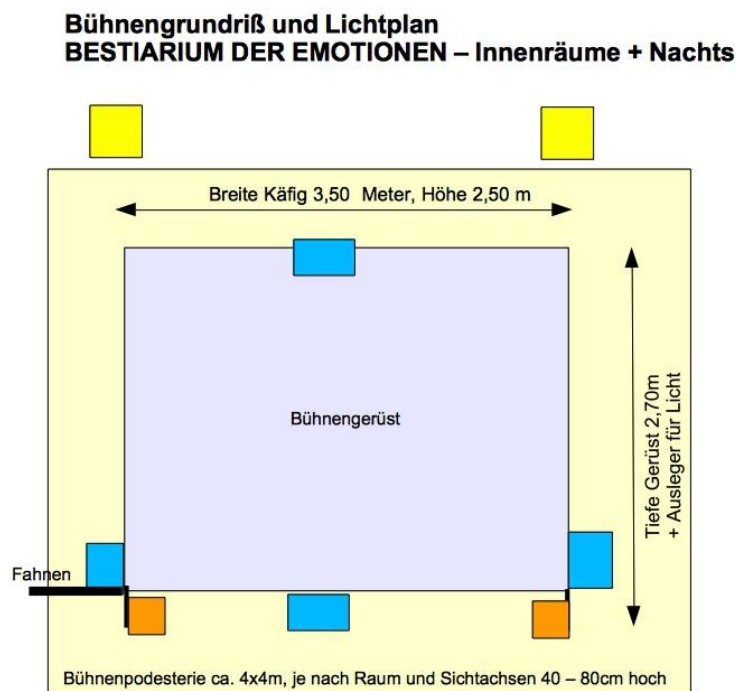 Bühnengrundriß und Lichtplan
BESTIARIUM DER EMOTIONEN – Innenräume + Nachts
Breite Käfig 3,50 Meter, Höhe 2,50 m
Bühnengerüst
Tiefe Gerüst 2,70m
+ Ausleger für Licht
Fahnen
Bühnenpodesterie ca. 4x4m, je nach Raum und Sichtachsen 40 – 80cm hoch